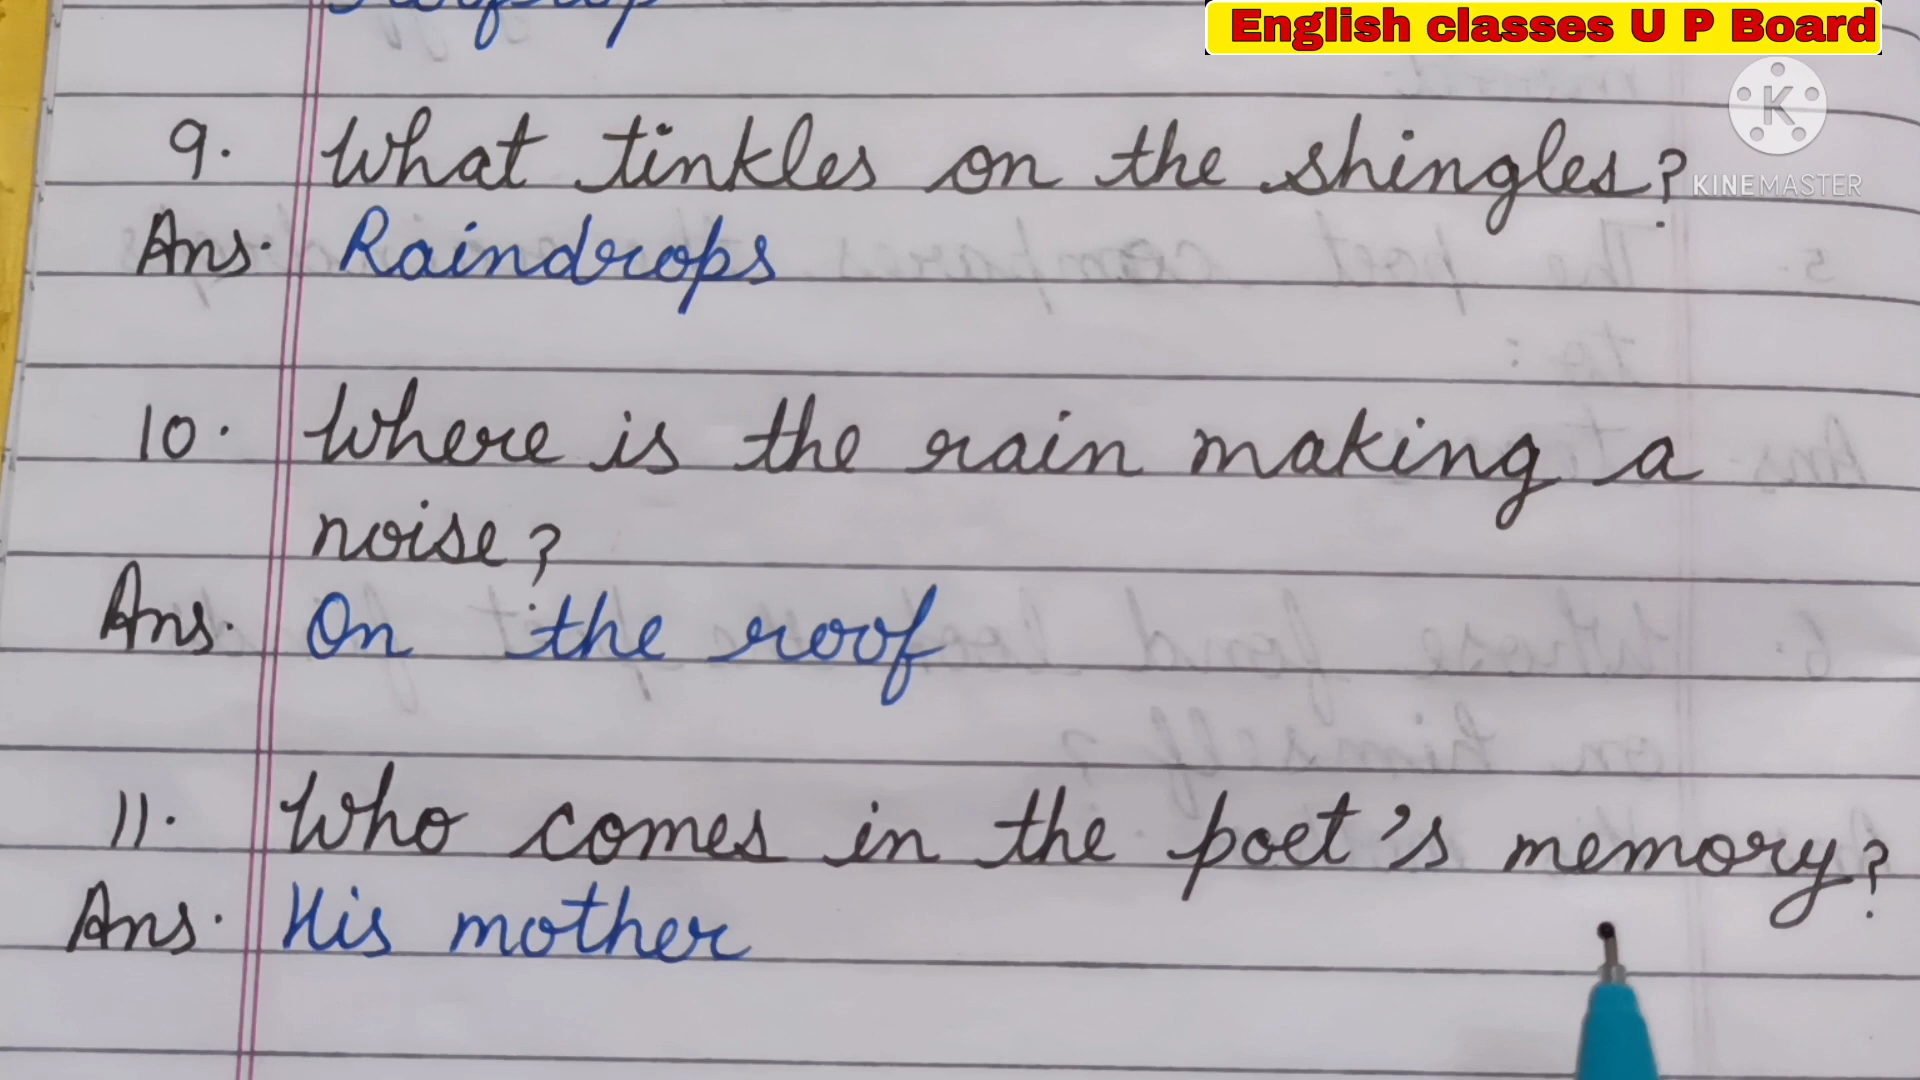 English classes U P Board
KINEMASTER
9. What tinkles on the shingles?
Ans. Raindrops
10. Where is the rain making a
noise?
Ans. On the roof
11. Who comes in the poet's memory?
Ans. His mother